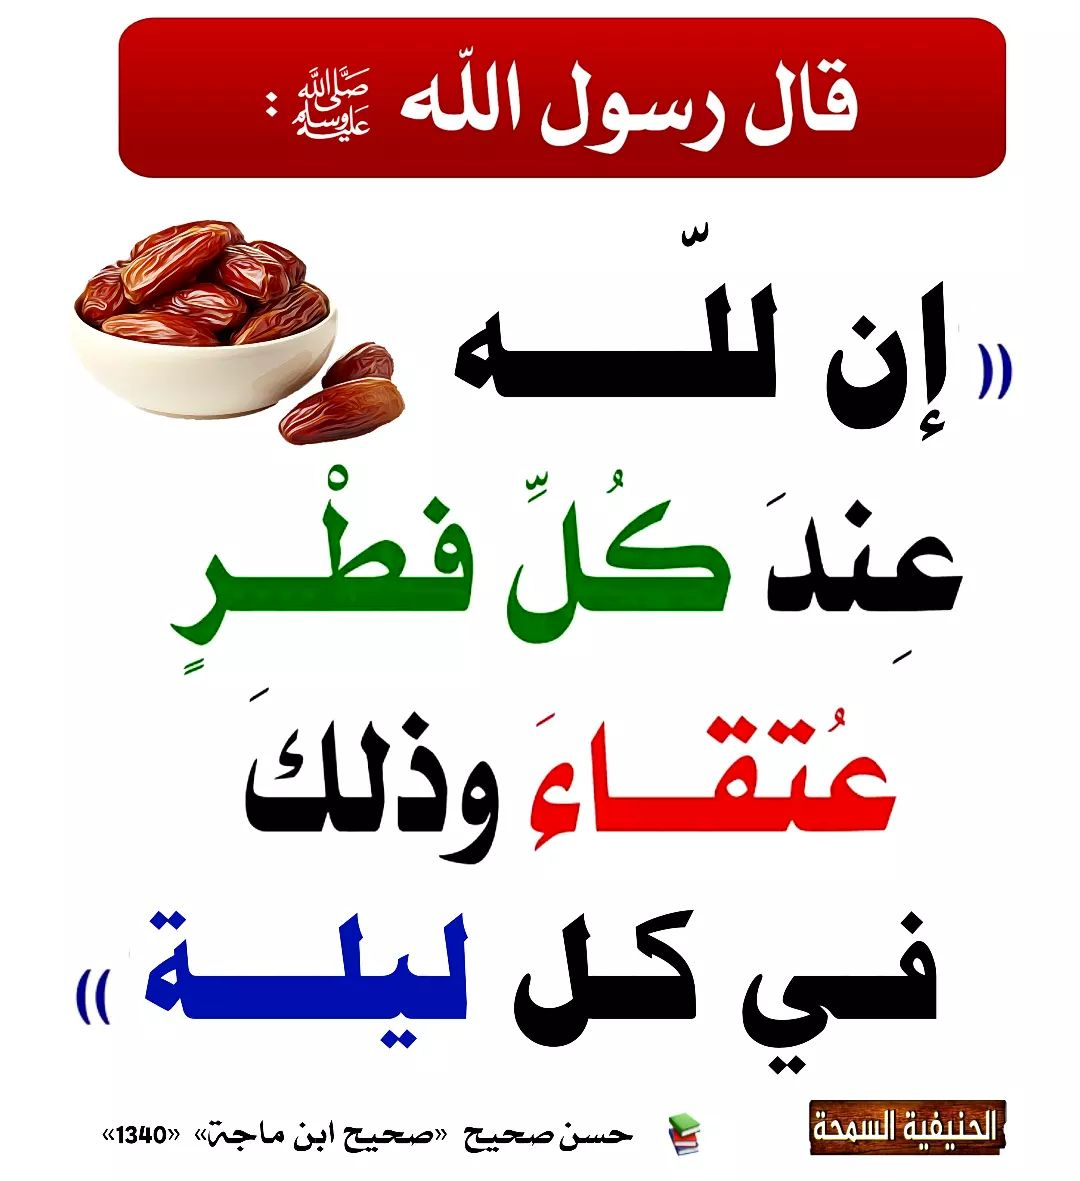 قال رسول الله ﷺ :
(( إن للّه
عِندَ كُلِّ فطْرٍ
عُتقاءَ وذلكَ
في كل ليلة ))
الحنيفية السمحة
حسن صحيح «صحيح ابن ماجة» «1340»